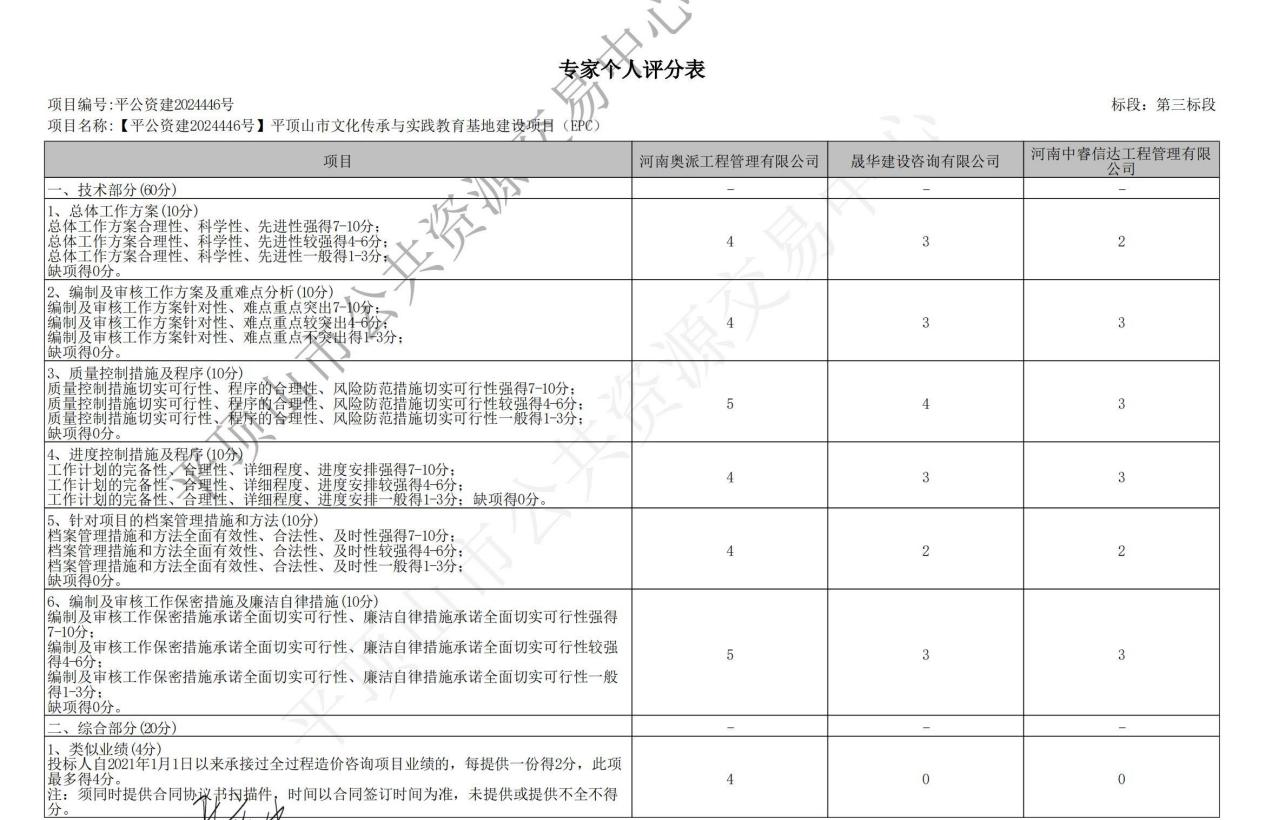 专家个人评分表
项目编号:平公资建2024446号
标段：第三标段
项目名称:【平公资建2024446号】平顶山市文化传承与实践教育基地建设项目（EPC）
项目
河南奥派工程管理有限公司
晟华建设咨询有限公司
河南中睿信达工程管理有限
公司
一、技术部分(60分)
-
-
-
1、总体工作方案(10分)
总体工作方案合理性、科学性、先进性强得7-10分；
总体工作方案合理性、科学性、先进性较强得4-6分；
总体工作方案合理性、科学性、先进性一般得1-3分；
缺项得0分。
4
3
2
2、编制及审核工作方案及重难点分析(10分)
编制及审核工作方案针对性、难点重点突出7-10分；
编制及审核工作方案针对性、难点重点较突出4-6分；
编制及审核工作方案针对性、难点重点不突出得1-3分；
缺项得0分。
4
3
3
3、质量控制措施及程序(10分)
质量控制措施切实可行性、程序的合理性、风险防范措施切实可行性强得7-10分；
质量控制措施切实可行性、程序的合理性、风险防范措施切实可行性较强得4-6分；
质量控制措施切实可行性、程序的合理性、风险防范措施切实可行性一般得1-3分；
缺项得0分。
5
4
3
4、进度控制措施及程序(10分)
工作计划的完备性、合理性、详细程度、进度安排强得7-10分；
工作计划的完备性、合理性、详细程度、进度安排较强得4-6分；
工作计划的完备性、合理性、详细程度、进度安排一般得1-3分；缺项得0分。
4
3
3
5、针对项目的档案管理措施和方法(10分)
档案管理措施和方法全面有效性、合法性、及时性强得7-10分；
档案管理措施和方法全面有效性、合法性、及时性较强得4-6分；
档案管理措施和方法全面有效性、合法性、及时性一般得1-3分；
缺项得0分。
4
2
2
6、编制及审核工作保密措施及廉洁自律措施(10分)
编制及审核工作保密措施承诺全面切实可行性、廉洁自律措施承诺全面切实可行性强得
7-10分；
编制及审核工作保密措施承诺全面切实可行性、廉洁自律措施承诺全面切实可行性较强
得4-6分；
编制及审核工作保密措施承诺全面切实可行性、廉洁自律措施承诺全面切实可行性一般
得1-3分；
缺项得0分。
5
3
3
二、综合部分(20分)
-
-
-
1、类似业绩(4分)
投标人自2021年1月1日以来承接过全过程造价咨询项目业绩的，每提供一份得2分，此项
最多得4分。
注：须同时提供合同协议书扫描件，时间以合同签订时间为准，未提供或提供不全不得
分。
4
0
0
平顶山市公共资源交易中心
平顶山市公共资源交易中心